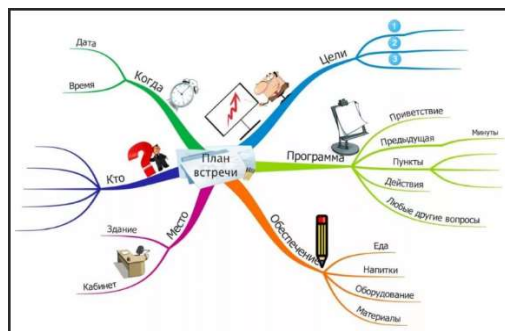 План
встречи
Цели
1
2
3
Программа
Приветствие
Предыдущая
Минуты
Пункты
Действия
Любые другие вопросы
Обеспечение
Еда
Напитки
Оборудование
Материалы
Место
Здание
Кабинет
Кто
Когда
Дата
Время